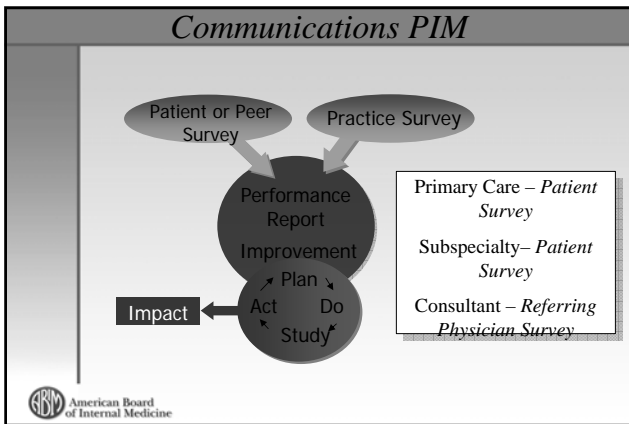 Communications PIM
Patient or Peer
Survey
Practice Survey
Performance
Report
Improvement
Plan
Act
Do
Study
Impact
Primary Care – Patient
Survey
Subspecialty– Patient
Survey
Consultant – Referring
Physician Survey
ABIM
American Board
of Internal Medicine